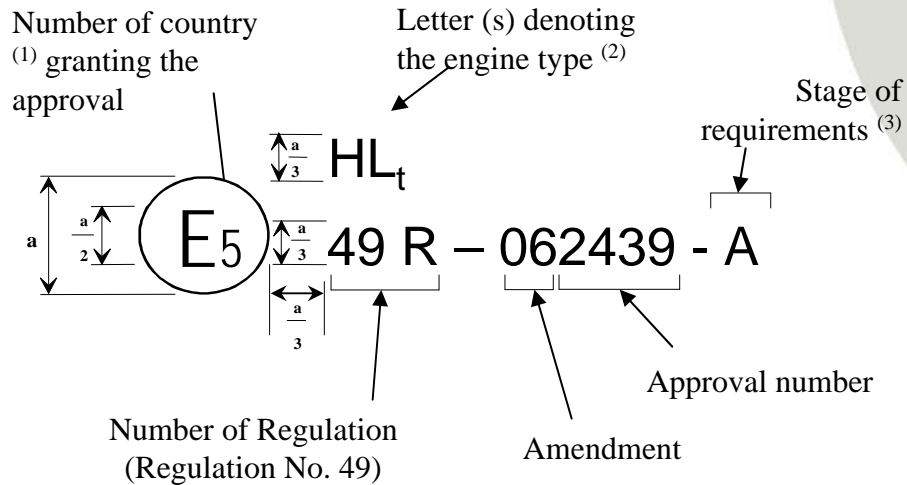 Number of country
(1) granting the
approval
Letter (s) denoting
the engine type (2)
Stage of
requirements (3)
a
3
HLt
a
a
2
E5
a
3
49 R – 062439 - A
a
3
Number of Regulation
(Regulation No. 49)
Amendment
Approval number